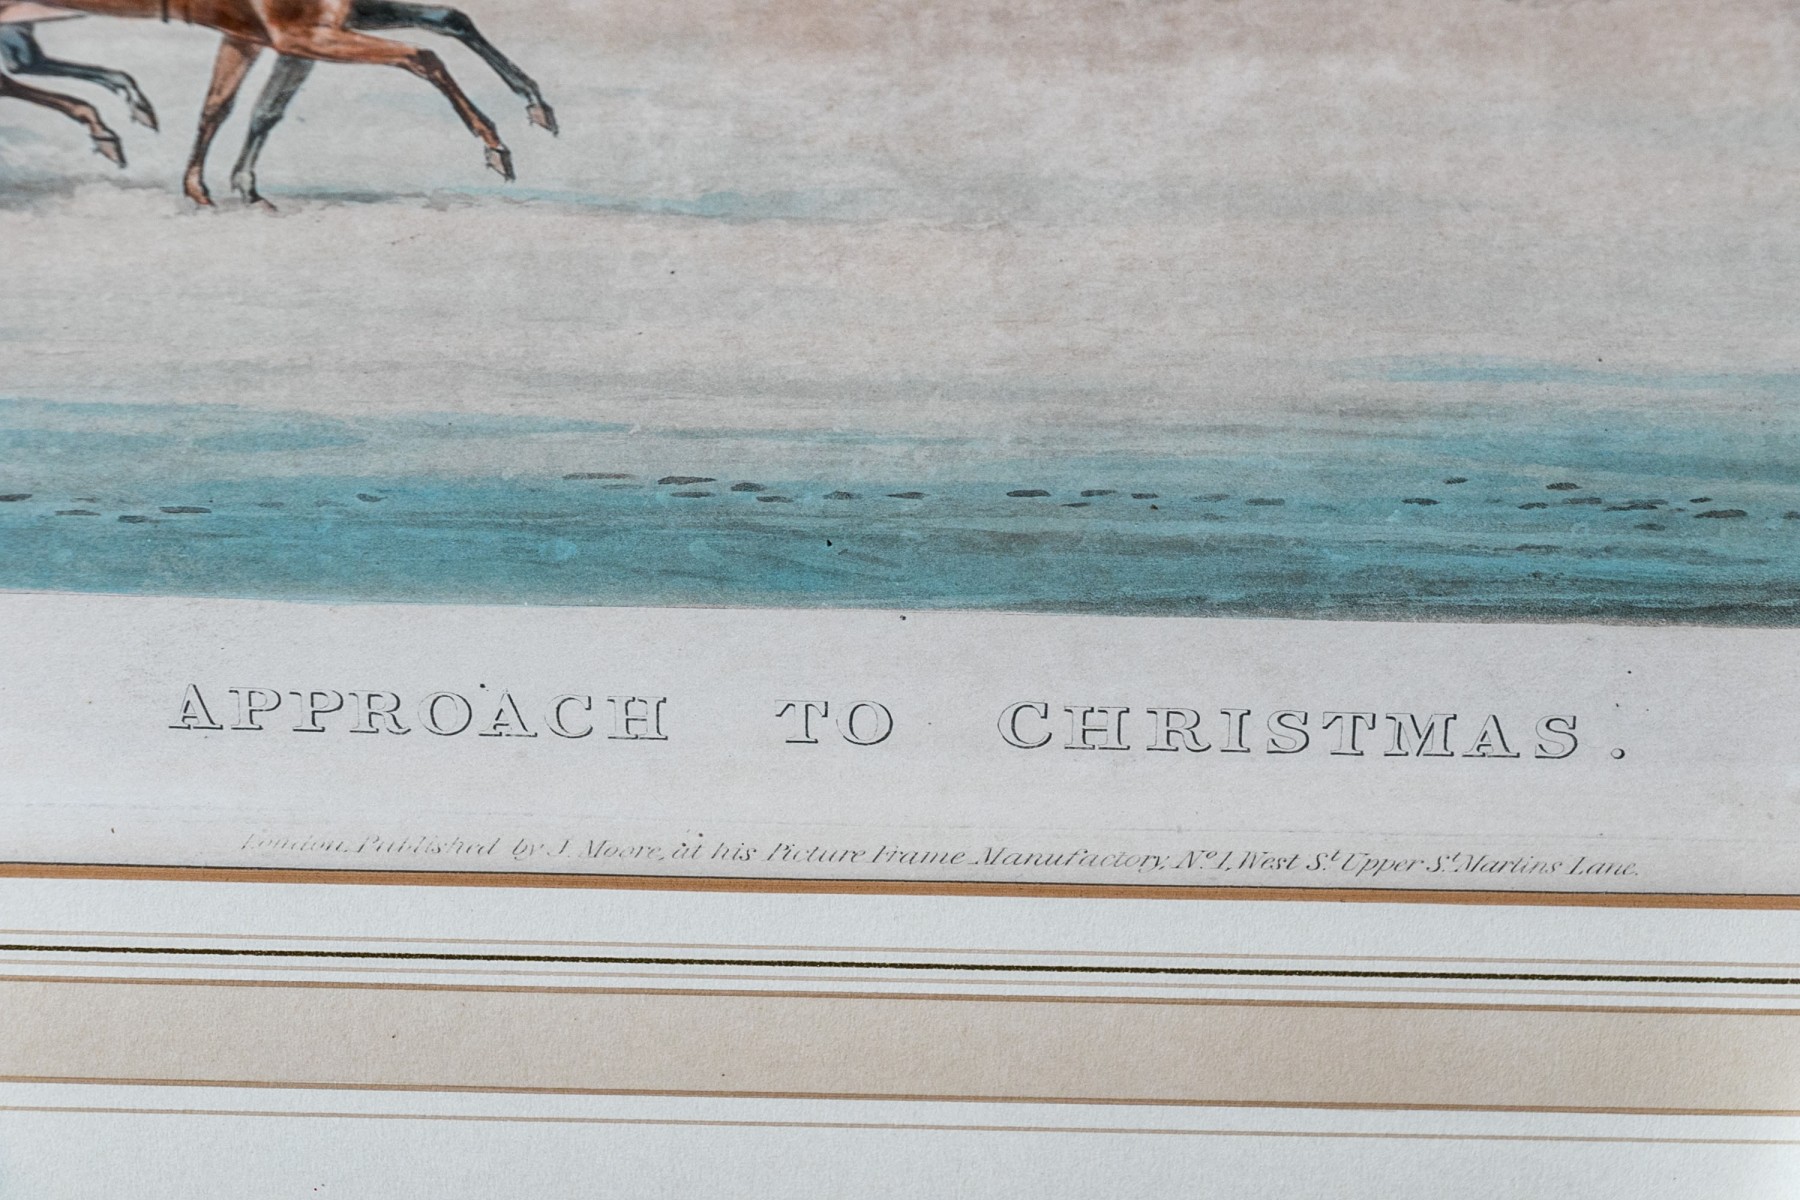 APPROACH TO CHRISTMAS.
London, Published by J. Moore, at his Picture Frame Manufactory, No. 1, West St. Upper St. Martins Lane.